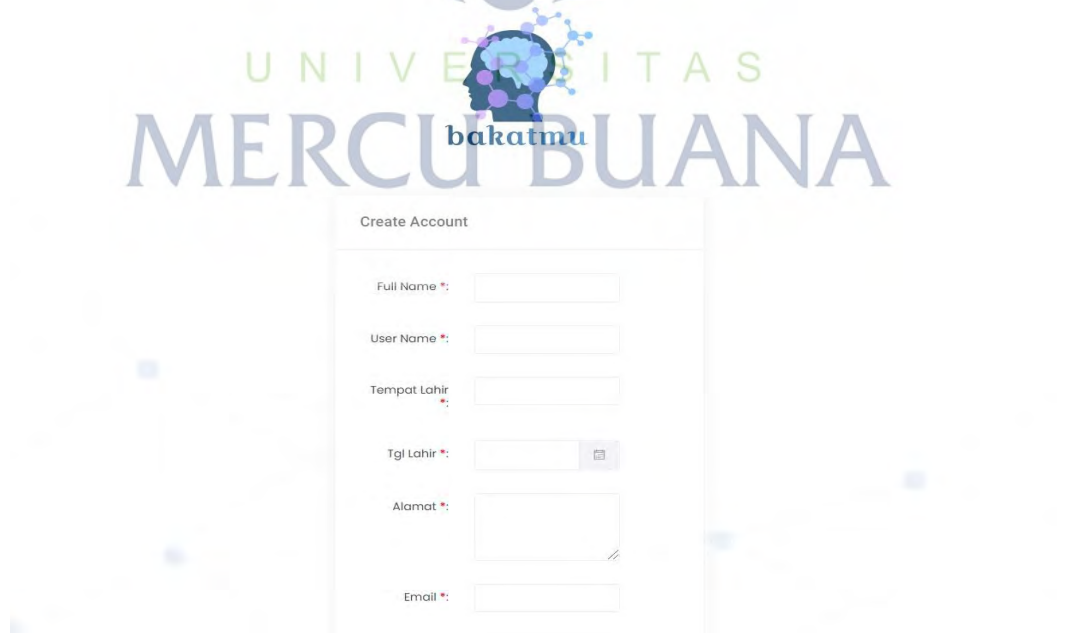 UNIVERSITAS
MERCU BUANA
bakatmu
Create Account
Full Name *:
User Name *:
Tempat Lahir
*:
Tgl Lahir *:
Alamat *:
Email *: